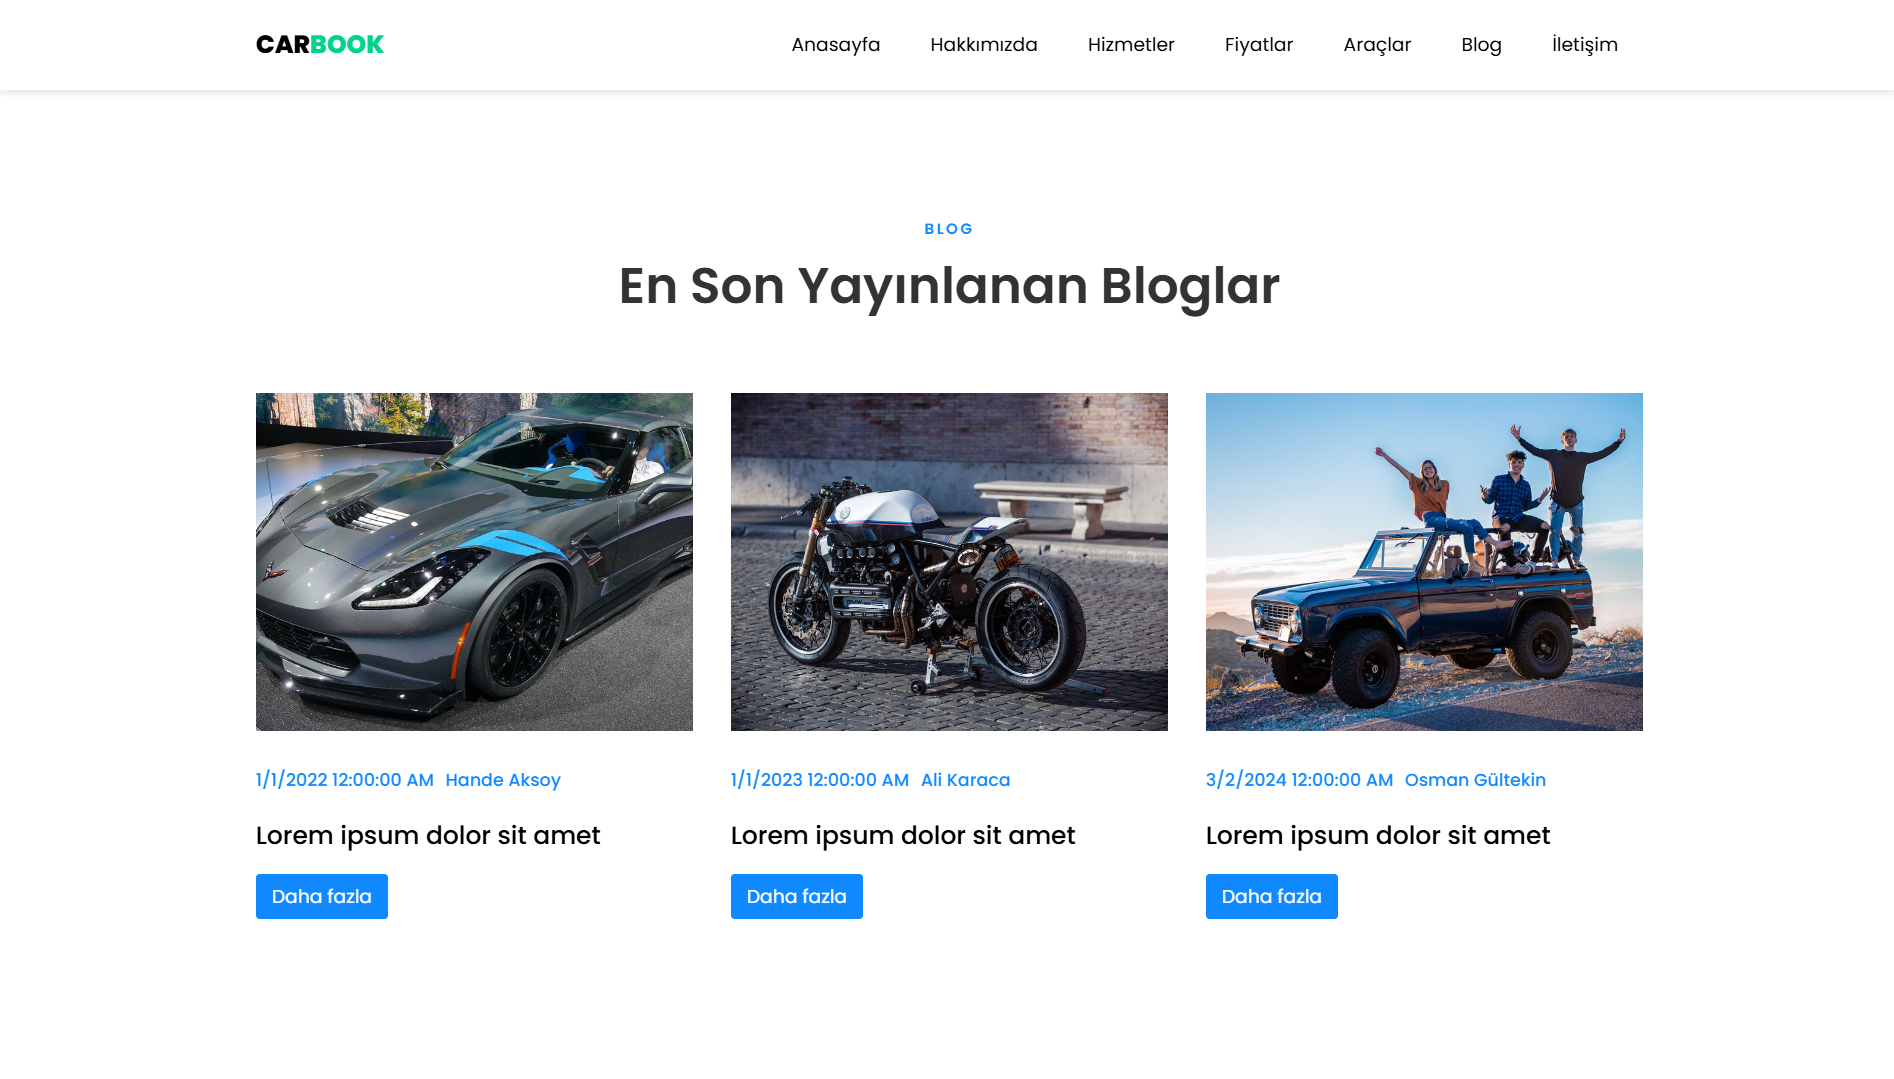 CARBOOK Anasayfa Hakkımızda Hizmetler Fiyatlar Araçlar Blog İletişim
BLOG
En Son Yayınlanan Bloglar
1/1/2022 12:00:00 AM Hande Aksoy
Lorem ipsum dolor sit amet
Daha fazla
1/1/2023 12:00:00 AM Ali Karaca
Lorem ipsum dolor sit amet
Daha fazla
3/2/2024 12:00:00 AM Osman Gültekin
Lorem ipsum dolor sit amet
Daha fazla